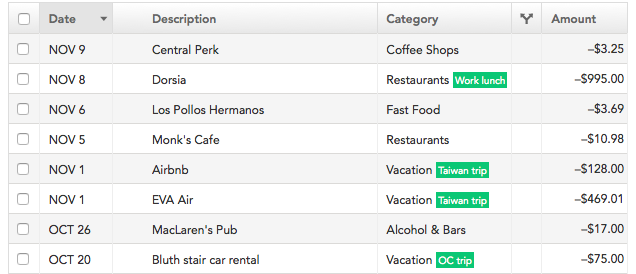 Date Description Category Amount
NOV 9 Central Perk Coffee Shops –$3.25
NOV 8 Dorsia Restaurants Work lunch –$995.00
NOV 6 Los Pollos Hermanos Fast Food –$3.69
NOV 5 Monk's Cafe Restaurants –$10.98
NOV 1 Airbnb Vacation Taiwan trip –$128.00
NOV 1 EVA Air Vacation Taiwan trip –$469.01
OCT 26 MacLaren's Pub Alcohol & Bars –$17.00
OCT 20 Bluth stair car rental Vacation OC trip –$75.00